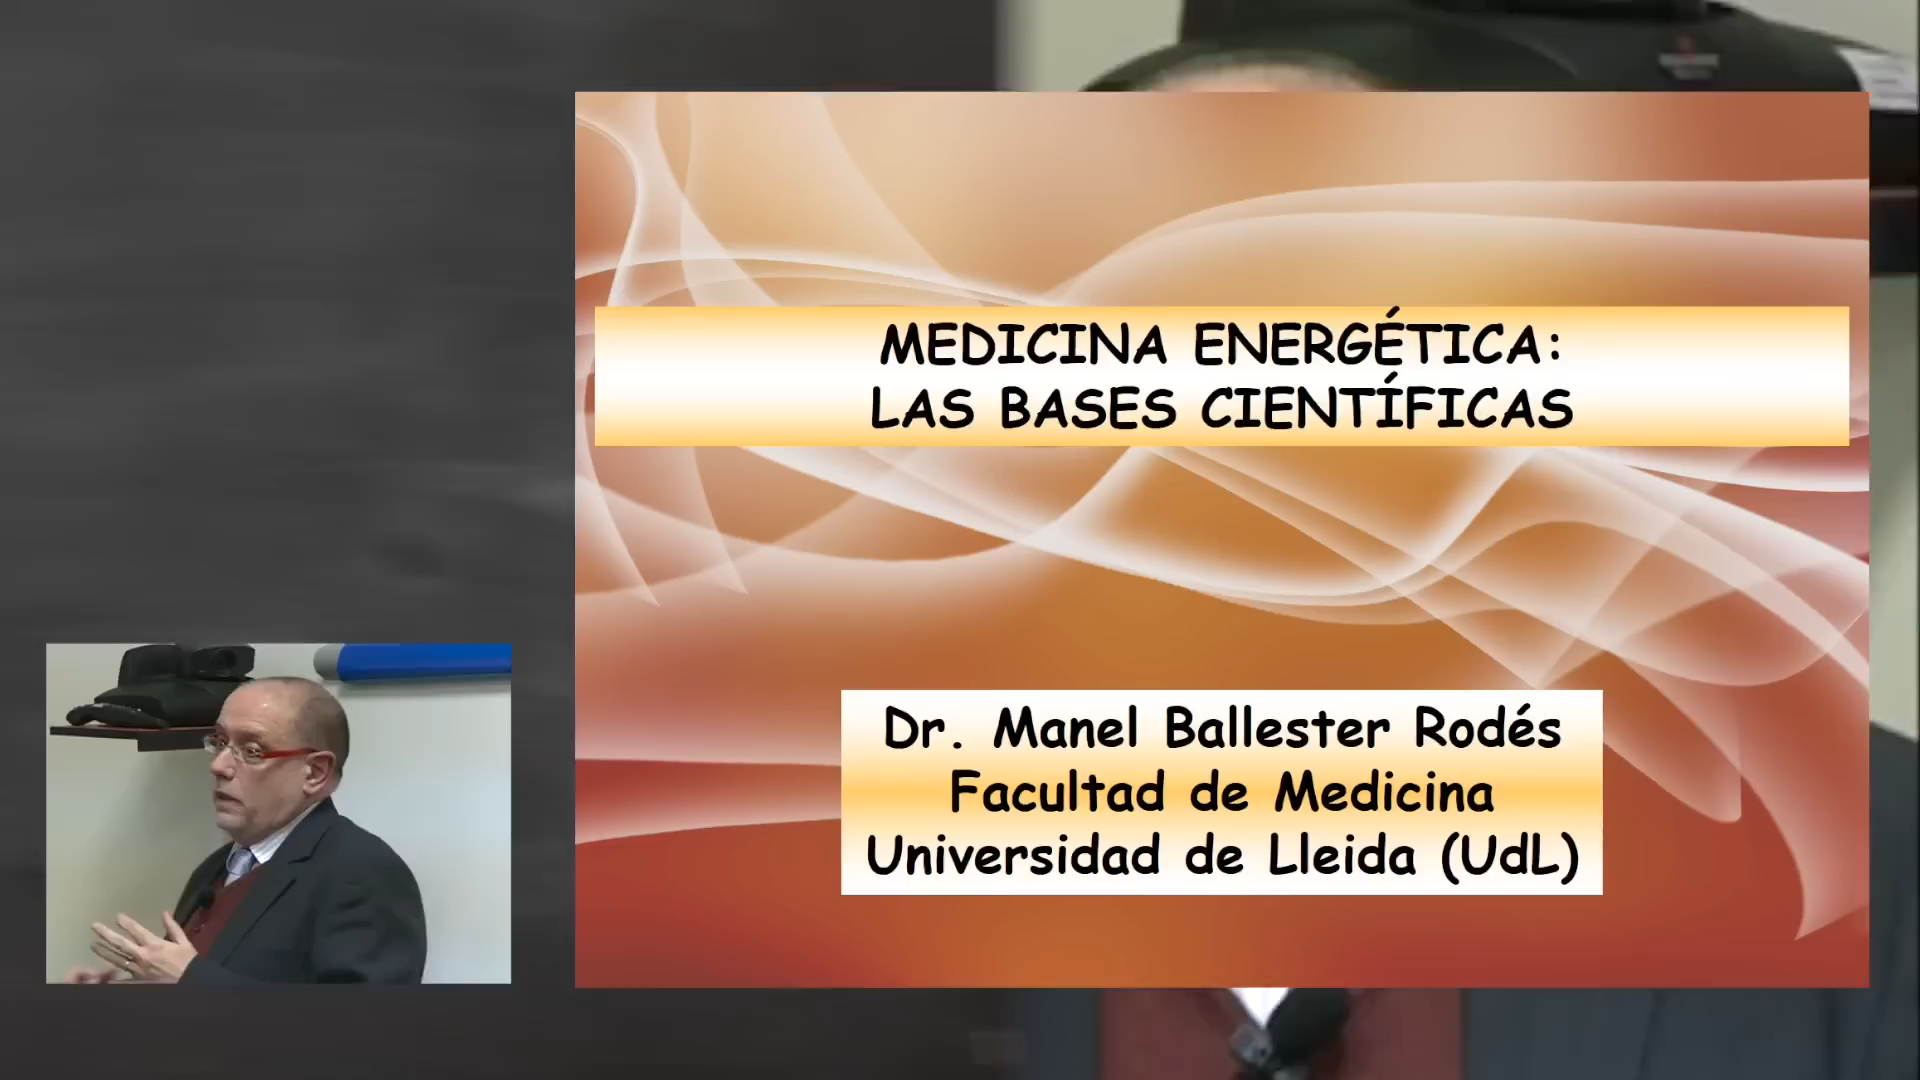 MEDICINA ENERGÉTICA:
LAS BASES CIENTÍFICAS
Dr. Manel Ballester Rodés
Facultad de Medicina
Universidad de Lleida (UdL)